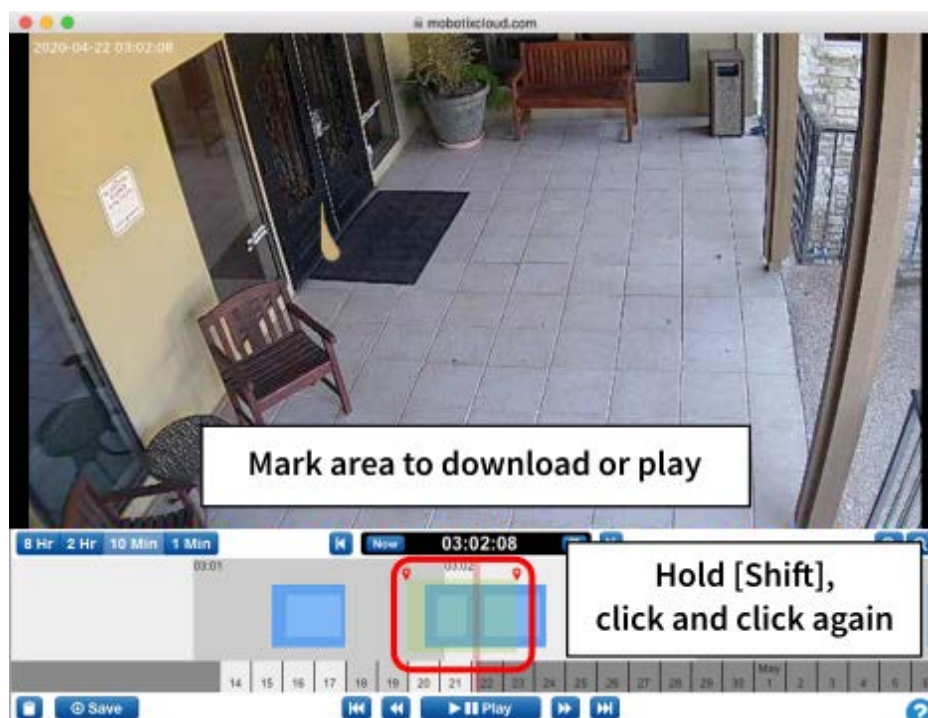 mobotixcloud.com
2020-04-22 03:02:08
Mark area to download or play
8 Hr 2 Hr 10 Min 1 Min
Now 03:02:08
Hold [Shift],
click and click again
03:01 03:02
May
14 15 16 17 18 19 20 21 22 23 24 25 26 27 28 29 30 1 2 3 4 5 6
Save
Play
?